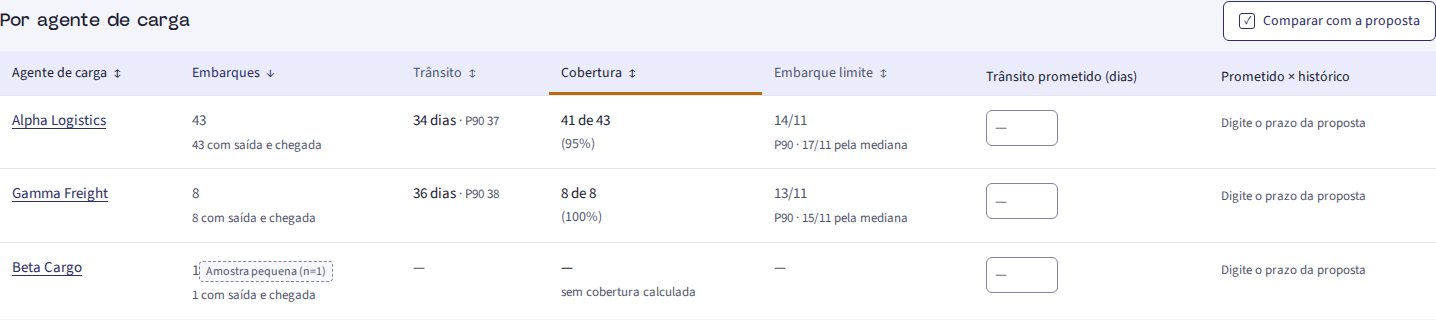 Por agente de carga
☑ Comparar com a proposta
Agente de carga ↕ Embarques ↓ Trânsito ↕ Cobertura ↕ Embarque limite ↕ Trânsito prometido (dias) Prometido × histórico
Alpha Logistics 43 34 dias · P90 37 41 de 43 14/11 — Digite o prazo da proposta
43 com saída e chegada (95%) P90 · 17/11 pela mediana
Gamma Freight 8 36 dias · P90 38 8 de 8 13/11 — Digite o prazo da proposta
8 com saída e chegada (100%) P90 · 15/11 pela mediana
Beta Cargo 1 Amostra pequena (n=1) — — — — Digite o prazo da proposta
1 com saída e chegada sem cobertura calculada